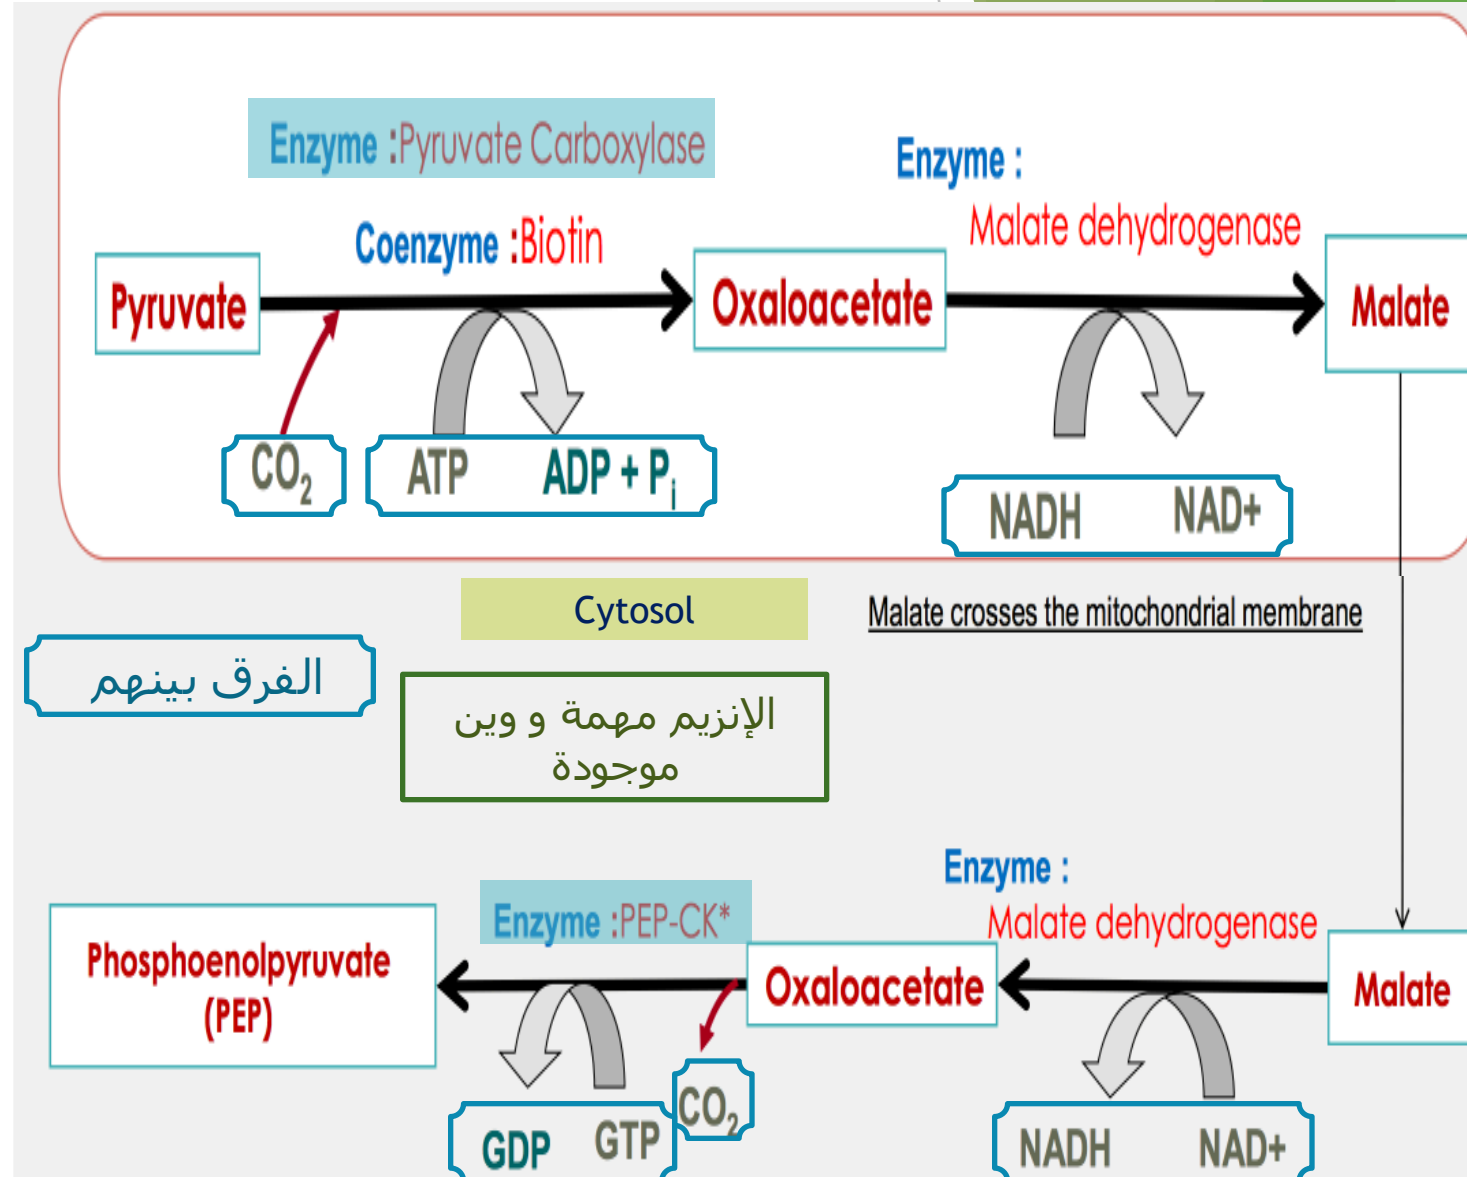 Enzyme :Pyruvate Carboxylase
Enzyme :
Malate dehydrogenase
Coenzyme :Biotin
Pyruvate
Oxaloacetate
Malate
CO2
ATP
ADP + Pi
NADH
NAD+
Cytosol
Malate crosses the mitochondrial membrane
الفرق بينهم
الإنزيم مهمة و وين
موجودة
Enzyme :
Enzyme :PEP-CK*
Malate dehydrogenase
Phosphoenolpyruvate
(PEP)
Oxaloacetate
Malate
CO2
GDP
GTP
NADH
NAD+